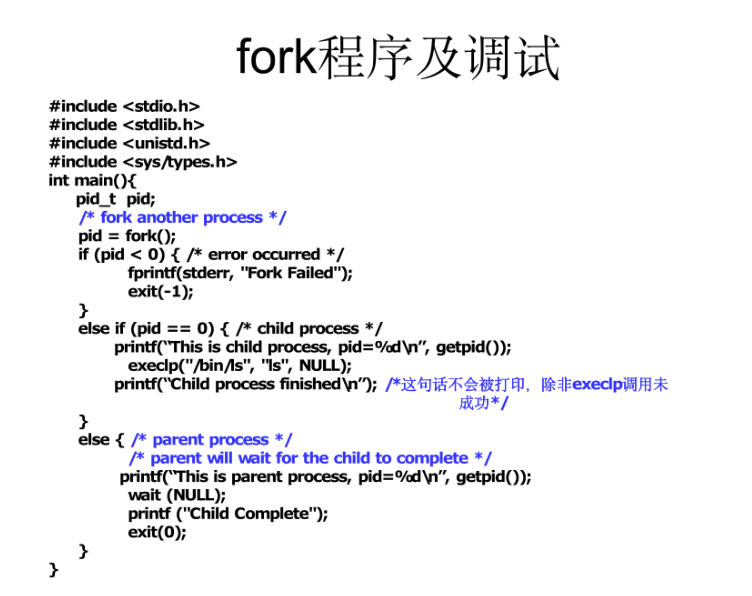 fork程序及调试
#include <stdio.h>
#include <stdlib.h>
#include <unistd.h>
#include <sys/types.h>
int main(){
pid_t  pid;
/* fork another process */
pid = fork();
if (pid < 0) { /* error occurred */
fprintf(stderr, "Fork Failed");
exit(-1);
}
else if (pid == 0) { /* child process */
printf(“This is child process, pid=%d\n”, getpid());
execlp("/bin/ls", "ls", NULL);
printf(“Child process finished\n”); /*这句话不会被打印，除非execlp调用未
成功*/
}
else { /* parent process */
/* parent will wait for the child to complete */
printf(“This is parent process, pid=%d\n”, getpid());
wait (NULL);
printf ("Child Complete");
exit(0);
}
}